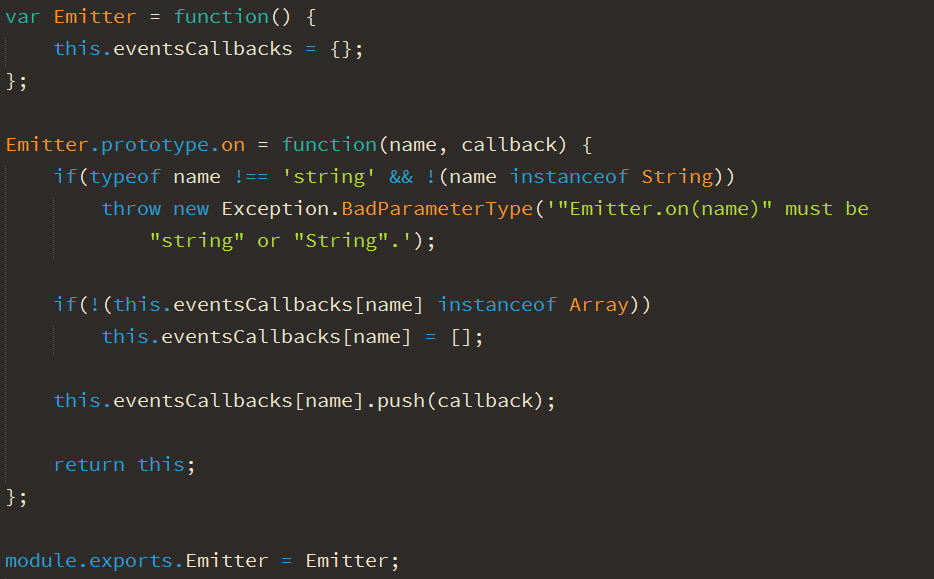 var Emitter = function() {
    this.eventsCallbacks = {};
};

Emitter.prototype.on = function(name, callback) {
    if(typeof name !== 'string' && !(name instanceof String))
        throw new Exception.BadParameterType('"Emitter.on(name)" must be
            "string" or "String".');

    if(!(this.eventsCallbacks[name] instanceof Array))
        this.eventsCallbacks[name] = [];

    this.eventsCallbacks[name].push(callback);

    return this;
};

module.exports.Emitter = Emitter;